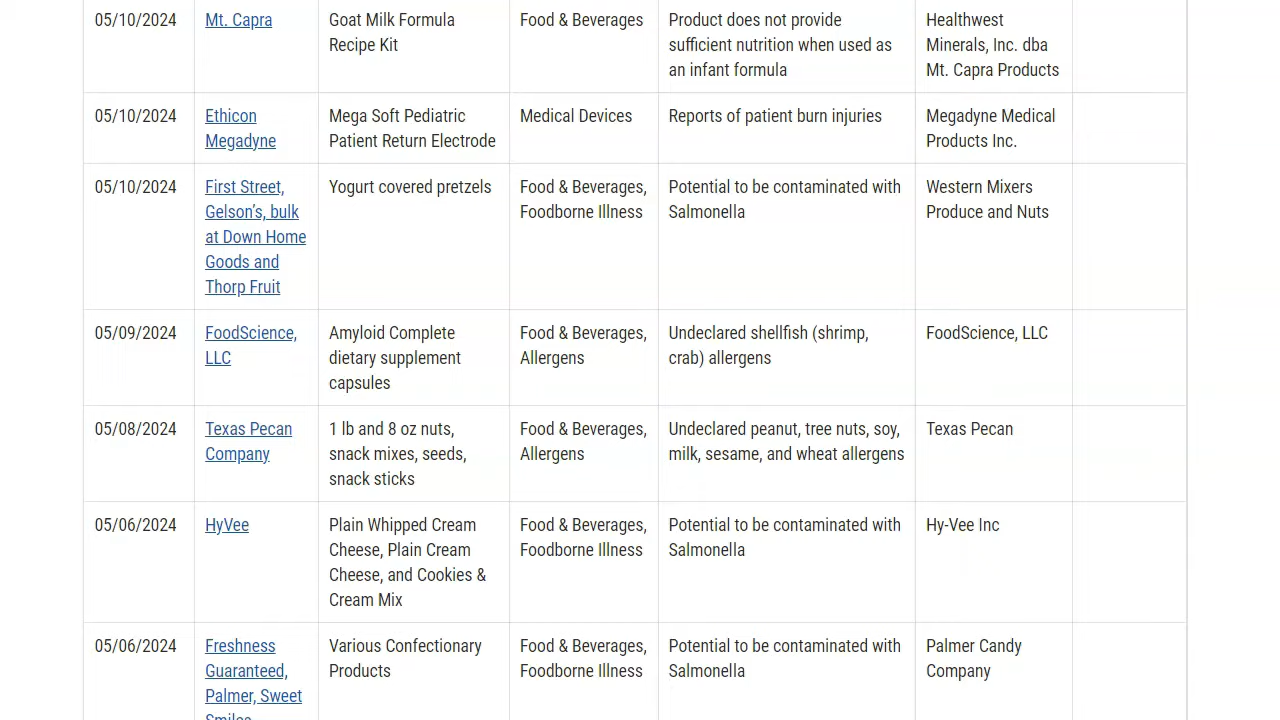 05/10/2024 Mt. Capra Goat Milk Formula Food & Beverages Product does not provide Healthwest
Recipe Kit sufficient nutrition when used as Minerals, Inc. dba
an infant formula Mt. Capra Products
05/10/2024 Ethicon Mega Soft Pediatric Medical Devices Reports of patient burn injuries Megadyne Medical
Megadyne Patient Return Electrode Products Inc.
05/10/2024 First Street, Yogurt covered pretzels Food & Beverages, Potential to be contaminated with Western Mixers
Gelson’s, bulk Foodborne Illness Salmonella Produce and Nuts
at Down Home
Goods and
Thorp Fruit
05/09/2024 FoodScience, Amyloid Complete Food & Beverages, Undeclared shellfish (shrimp, FoodScience, LLC
LLC dietary supplement Allergens crab) allergens
capsules
05/08/2024 Texas Pecan 1 lb and 8 oz nuts, Food & Beverages, Undeclared peanut, tree nuts, soy, Texas Pecan
Company snack mixes, seeds, Allergens milk, sesame, and wheat allergens
snack sticks
05/06/2024 HyVee Plain Whipped Cream Food & Beverages, Potential to be contaminated with Hy-Vee Inc
Cheese, Plain Cream Foodborne Illness Salmonella
Cheese, and Cookies &
Cream Mix
05/06/2024 Freshness Various Confectionary Food & Beverages, Potential to be contaminated with Palmer Candy
Guaranteed, Products Foodborne Illness Salmonella Company
Palmer, Sweet